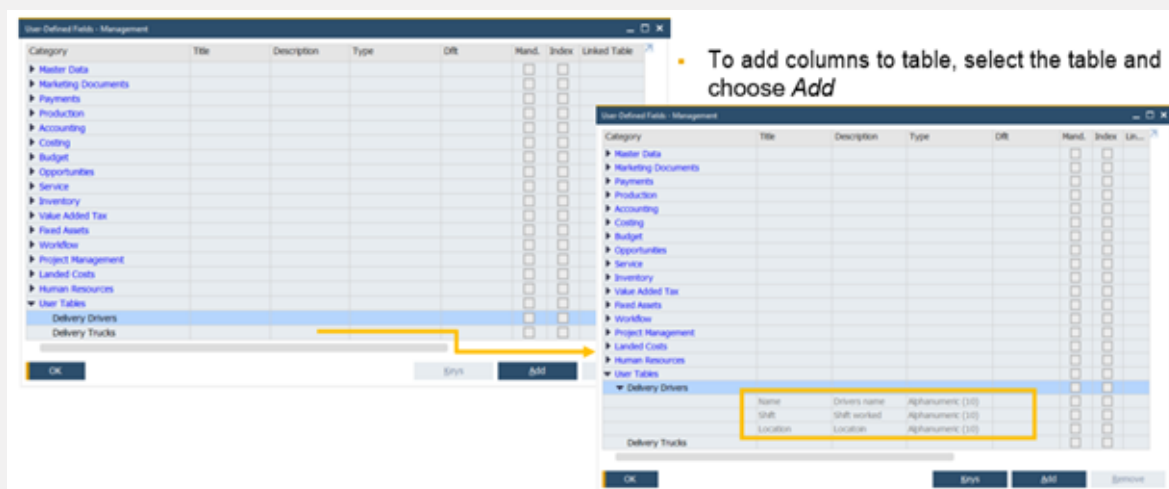 User-Defined Fields - Management
Category Title Description Type Dflt Mand. Index Linked Table
Master Data
Marketing Documents
Payments
Production
Accounting
Costing
Budget
Opportunities
Service
Inventory
Value Added Tax
Fixed Assets
Workflow
Project Management
Landed Costs
Human Resources
User Tables
Delivery Drivers
Delivery Trucks
OK Keys Add
To add columns to table, select the table and
choose Add
User-Defined Fields - Management
Category Title Description Type Dflt Mand. Index Lin...
Master Data
Marketing Documents
Payments
Production
Accounting
Costing
Budget
Opportunities
Service
Inventory
Value Added Tax
Fixed Assets
Workflow
Project Management
Landed Costs
Human Resources
User Tables
Delivery Drivers
Name Drivers name Alphanumeric (10)
Shift Shift worked Alphanumeric (10)
Location Locatoin Alphanumeric (10)
Delivery Trucks
OK Keys Add Remove